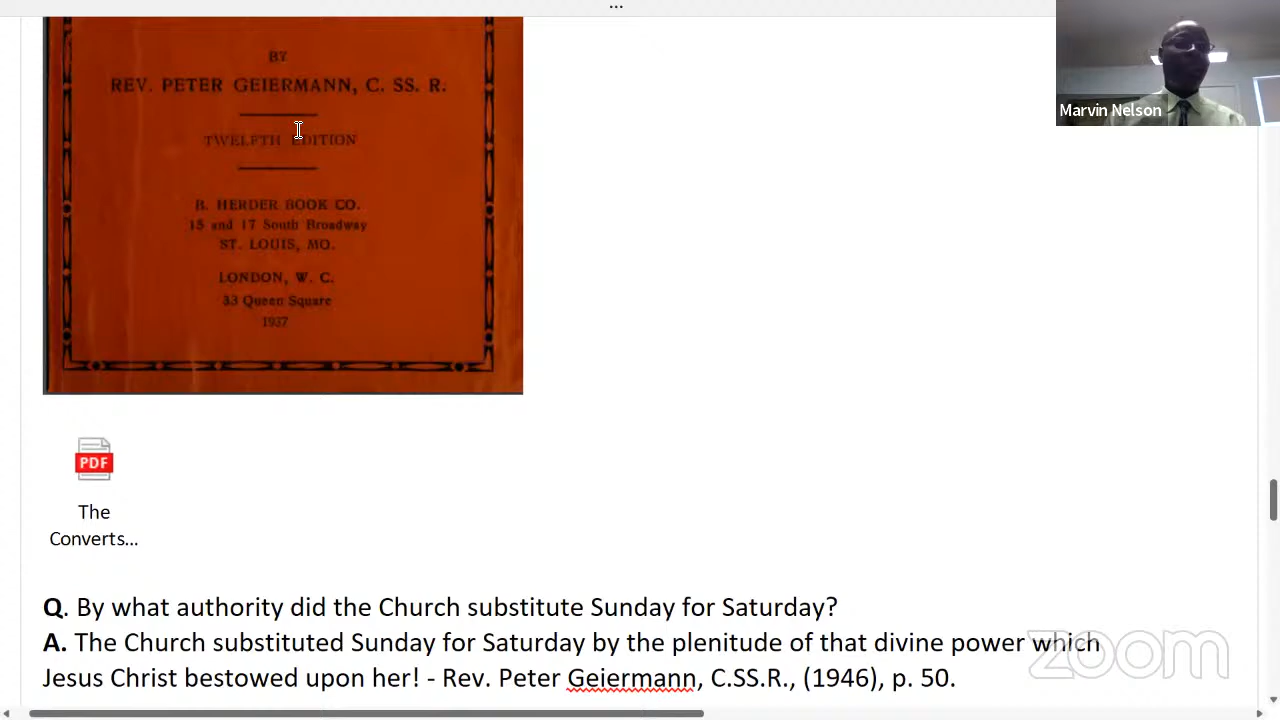 ...
Marvin Nelson
BY
REV. PETER GEIERMANN, C. SS. R.
TWELFTH EDITION
B. HERDER BOOK CO.
15 and 17 South Broadway
ST. LOUIS, MO.
LONDON, W. C.
33 Queen Square
1937
PDF
The
Converts...
Q. By what authority did the Church substitute Sunday for Saturday?
A. The Church substituted Sunday for Saturday by the plenitude of that divine power which
Jesus Christ bestowed upon her! - Rev. Peter Geiermann, C.SS.R., (1946), p. 50.
zoom